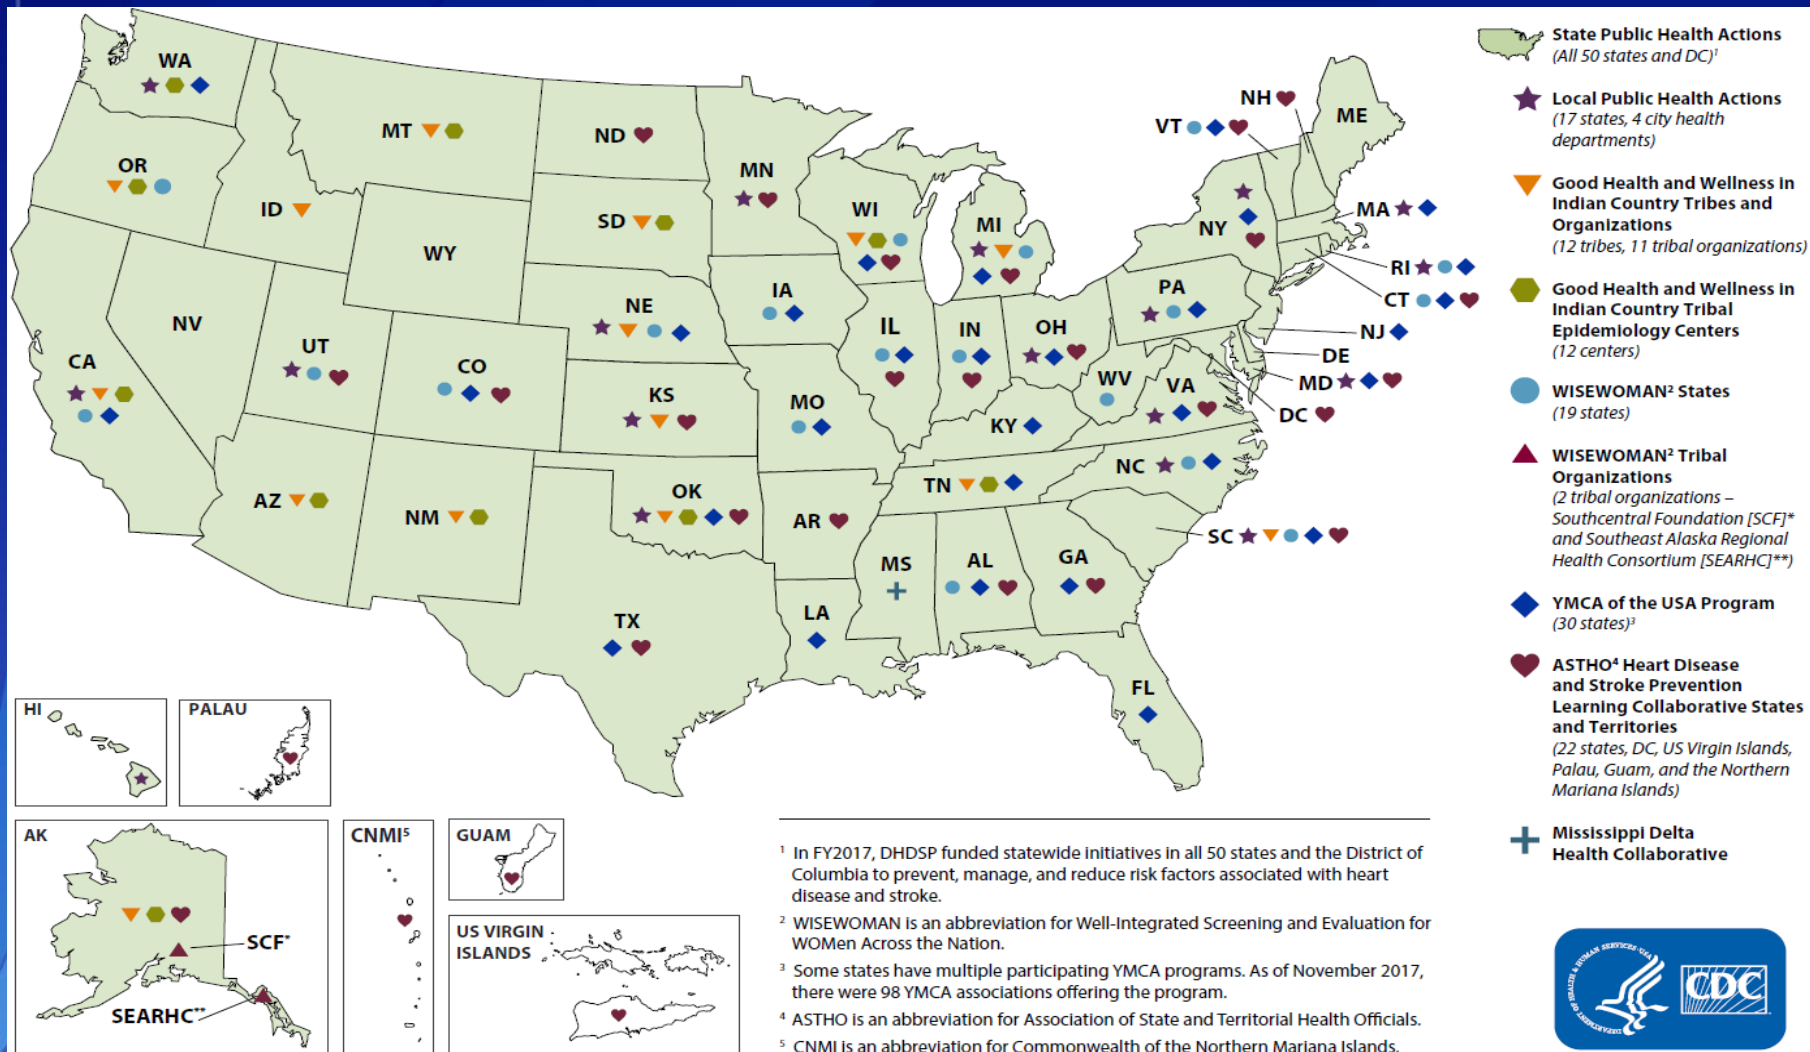 WA
MT
ND
MN
OR
ID
WY
SD
WI
MI
NH
VT
ME
NY
MA
RI
CT
NJ
DE
MD
DC
PA
NV
UT
CO
NE
IA
IL
IN
OH
WV
VA
CA
KS
MO
KY
NC
TN
AZ
NM
OK
AR
SC
MS
AL
GA
TX
LA
FL
HI
PALAU
AK
SCF*
SEARHC**
CNMI⁵
GUAM
US VIRGIN
ISLANDS
State Public Health Actions
(All 50 states and DC)¹
Local Public Health Actions
(17 states, 4 city health
departments)
Good Health and Wellness in
Indian Country Tribes and
Organizations
(12 tribes, 11 tribal organizations)
Good Health and Wellness in
Indian Country Tribal
Epidemiology Centers
(12 centers)
WISEWOMAN² States
(19 states)
WISEWOMAN² Tribal
Organizations
(2 tribal organizations –
Southcentral Foundation [SCF]*
and Southeast Alaska Regional
Health Consortium [SEARHC]**)
YMCA of the USA Program
(30 states)³
ASTHO⁴ Heart Disease
and Stroke Prevention
Learning Collaborative States
and Territories
(22 states, DC, US Virgin Islands,
Palau, Guam, and the Northern
Mariana Islands)
Mississippi Delta
Health Collaborative
¹ In FY2017, DHDSP funded statewide initiatives in all 50 states and the District of
Columbia to prevent, manage, and reduce risk factors associated with heart
disease and stroke.
² WISEWOMAN is an abbreviation for Well-Integrated Screening and Evaluation for
WOMen Across the Nation.
³ Some states have multiple participating YMCA programs. As of November 2017,
there were 98 YMCA associations offering the program.
⁴ ASTHO is an abbreviation for Association of State and Territorial Health Officials.
⁵ CNMI is an abbreviation for Commonwealth of the Northern Mariana Islands.
DEPARTMENT OF HEALTH & HUMAN SERVICES · USA
CDC